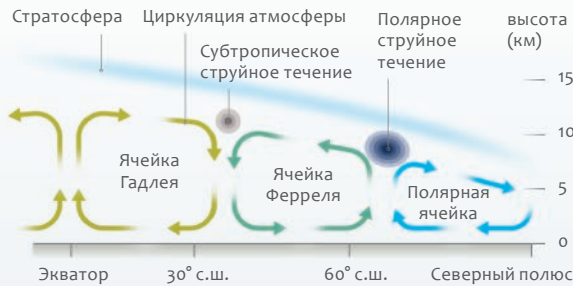 Стратосфера
Циркуляция атмосферы
Субтропическое
струйное течение
Полярное
струйное
течение
высота
(км)
15
10
5
0
Ячейка
Гадлея
Ячейка
Ферреля
Полярная
ячейка
Экватор
30° с.ш.
60° с.ш.
Северный полюс